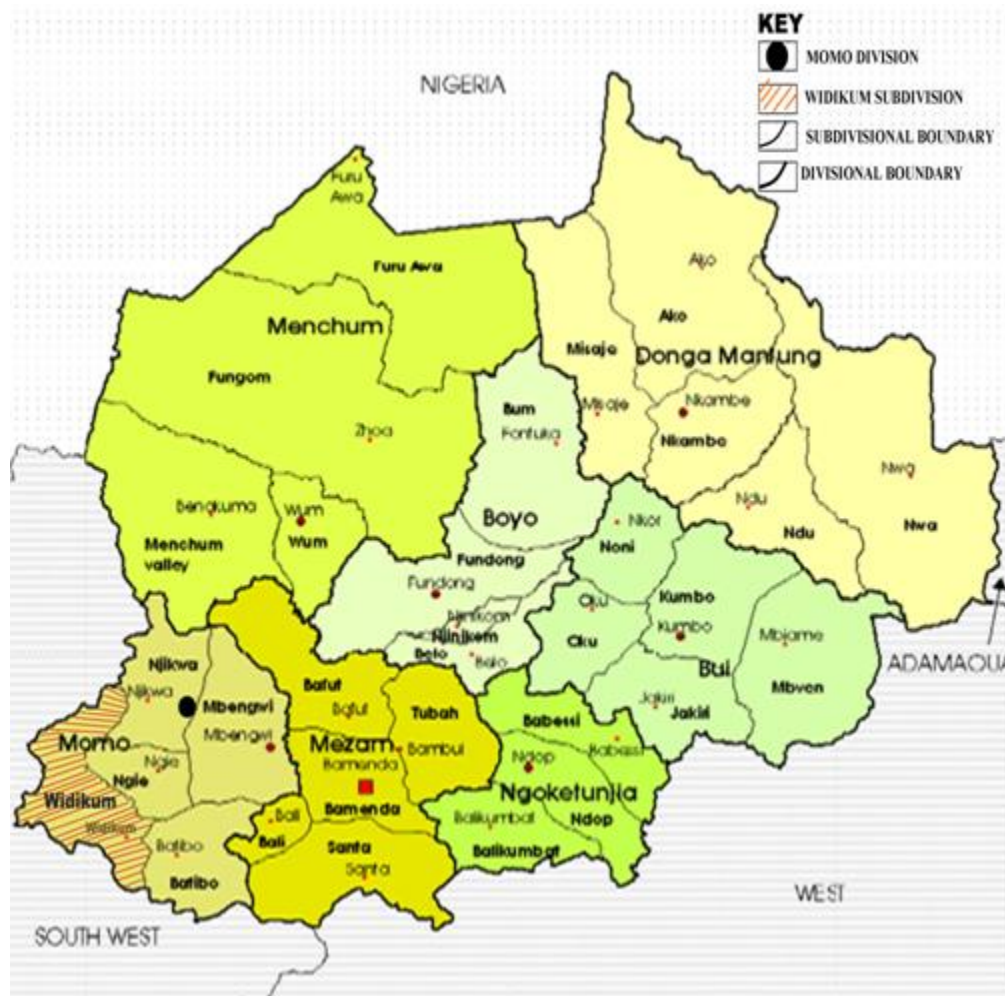 KEY
MOMO DIVISION
WIDIKUM SUBDIVISION
SUBDIVISIONAL BOUNDARY
DIVISIONAL BOUNDARY
NIGERIA
Furu
Awa
Furu Awa
Ako
Ako
Menchum
Misaje
Donga Mantung
Fungom
Misaje
Nkambe
Bum
Fonfuka
Zhoa
Nkambe
Nwa
Ndu
Bengkuma
Wum
Boyo
Nkor
Nwa
Menchum
valley
Wum
Noni
Ndu
Fundong
Fundong
Oku
Kumbo
Njinikom
Njinikem
Oku
Kumbo
Mbiame
Belo
Belo
Bui
ADAMAOUA
Njikwa
Bafut
Mbven
Njikwa
Mbengwi
Bafut
Tubah
Babessi
Jakiri
Jakiri
Momo
Mbengwi
Mezam
Bambui
Babessi
Ngie
Bamenda
Ndop
Ngie
Ngoketunjia
Widikum
Bamenda
Bali
Balikumbat
Ndop
Widikum
Bali
Santa
Batibo
Balikumbat
Santa
Batibo
WEST
SOUTH WEST